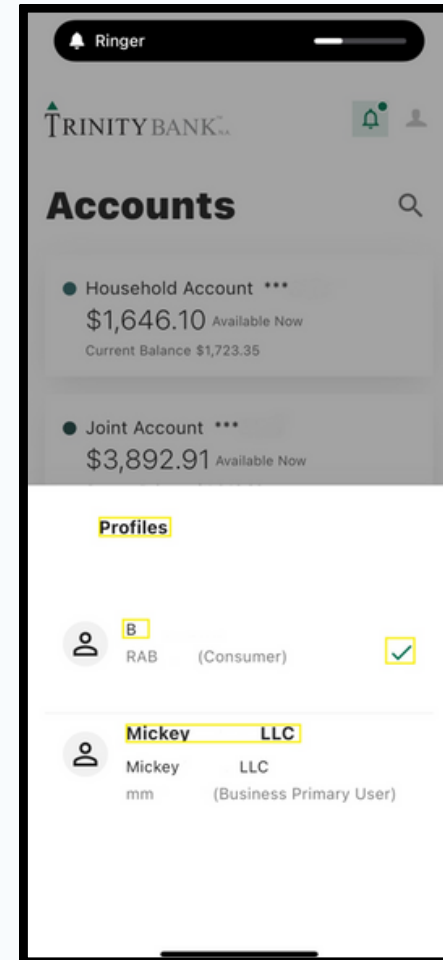 Ringer
TRINITY BANK N.A.
Accounts
Household Account ***
$1,646.10 Available Now
Current Balance $1,723.35
Joint Account ***
$3,892.91 Available Now
Profiles
B
RAB (Consumer)
Mickey LLC
Mickey LLC
mm (Business Primary User)